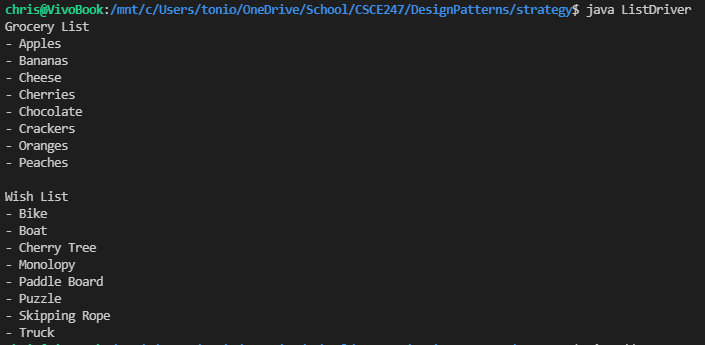 chris@VivoBook:/mnt/c/Users/tonio/OneDrive/School/CSCE247/DesignPatterns/strategy$ java ListDriver
Grocery List
- Apples
- Bananas
- Cheese
- Cherries
- Chocolate
- Crackers
- Oranges
- Peaches

Wish List
- Bike
- Boat
- Cherry Tree
- Monolopy
- Paddle Board
- Puzzle
- Skipping Rope
- Truck